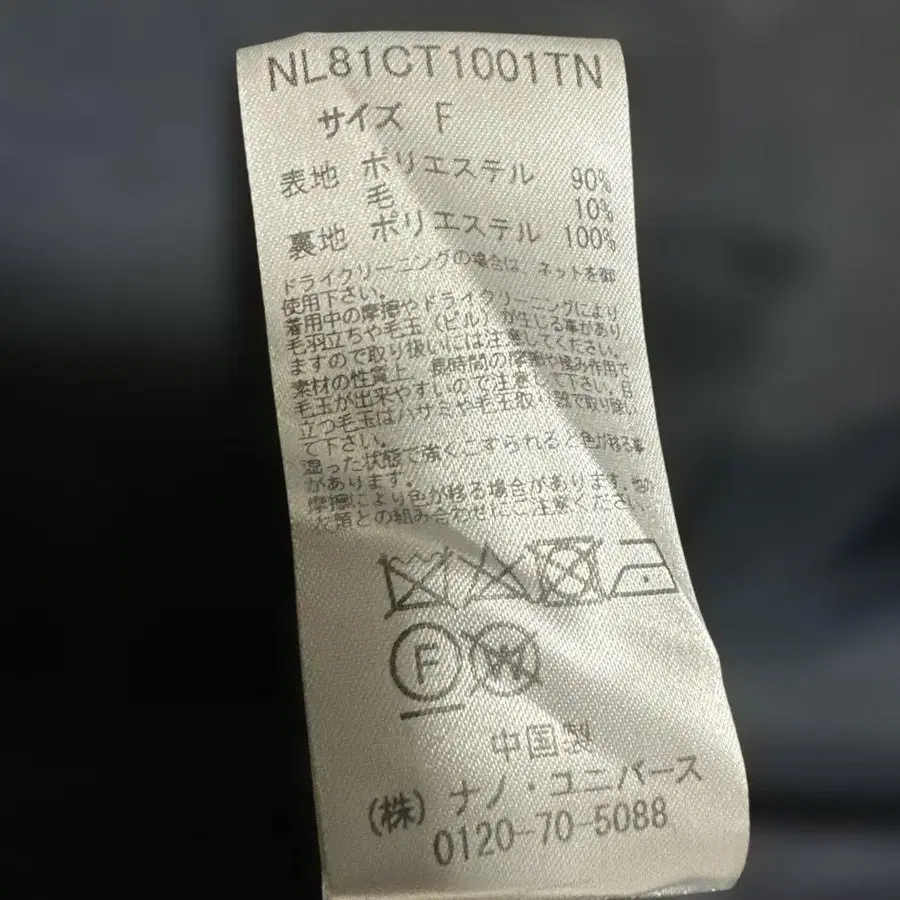 NL81CT1001TN
サイズ F
表地 ポリエステル 90%
毛 10%
裏地 ポリエステル 100%
ドライクリーニングの場合は、ネットを御
使用下さい。
着用中の摩擦やドライクリーニングにより
毛羽立ちや毛玉(ピル)が生じる事があり
ますので取り扱いには注意してください。
素材の性質上、長時間の摩擦や揉み作用で
毛玉が出来やすいので注意して下さい。目
立つ毛玉はハサミや毛玉取り器で取り除い
て下さい。
湿った状態で強くこすられると色が移る事
があります。
摩擦により色が移る場合があります。他の
衣類との組み合わせにご注意ください。
F
W
中国製
(株)ナノ・ユニバース
0120-70-5088